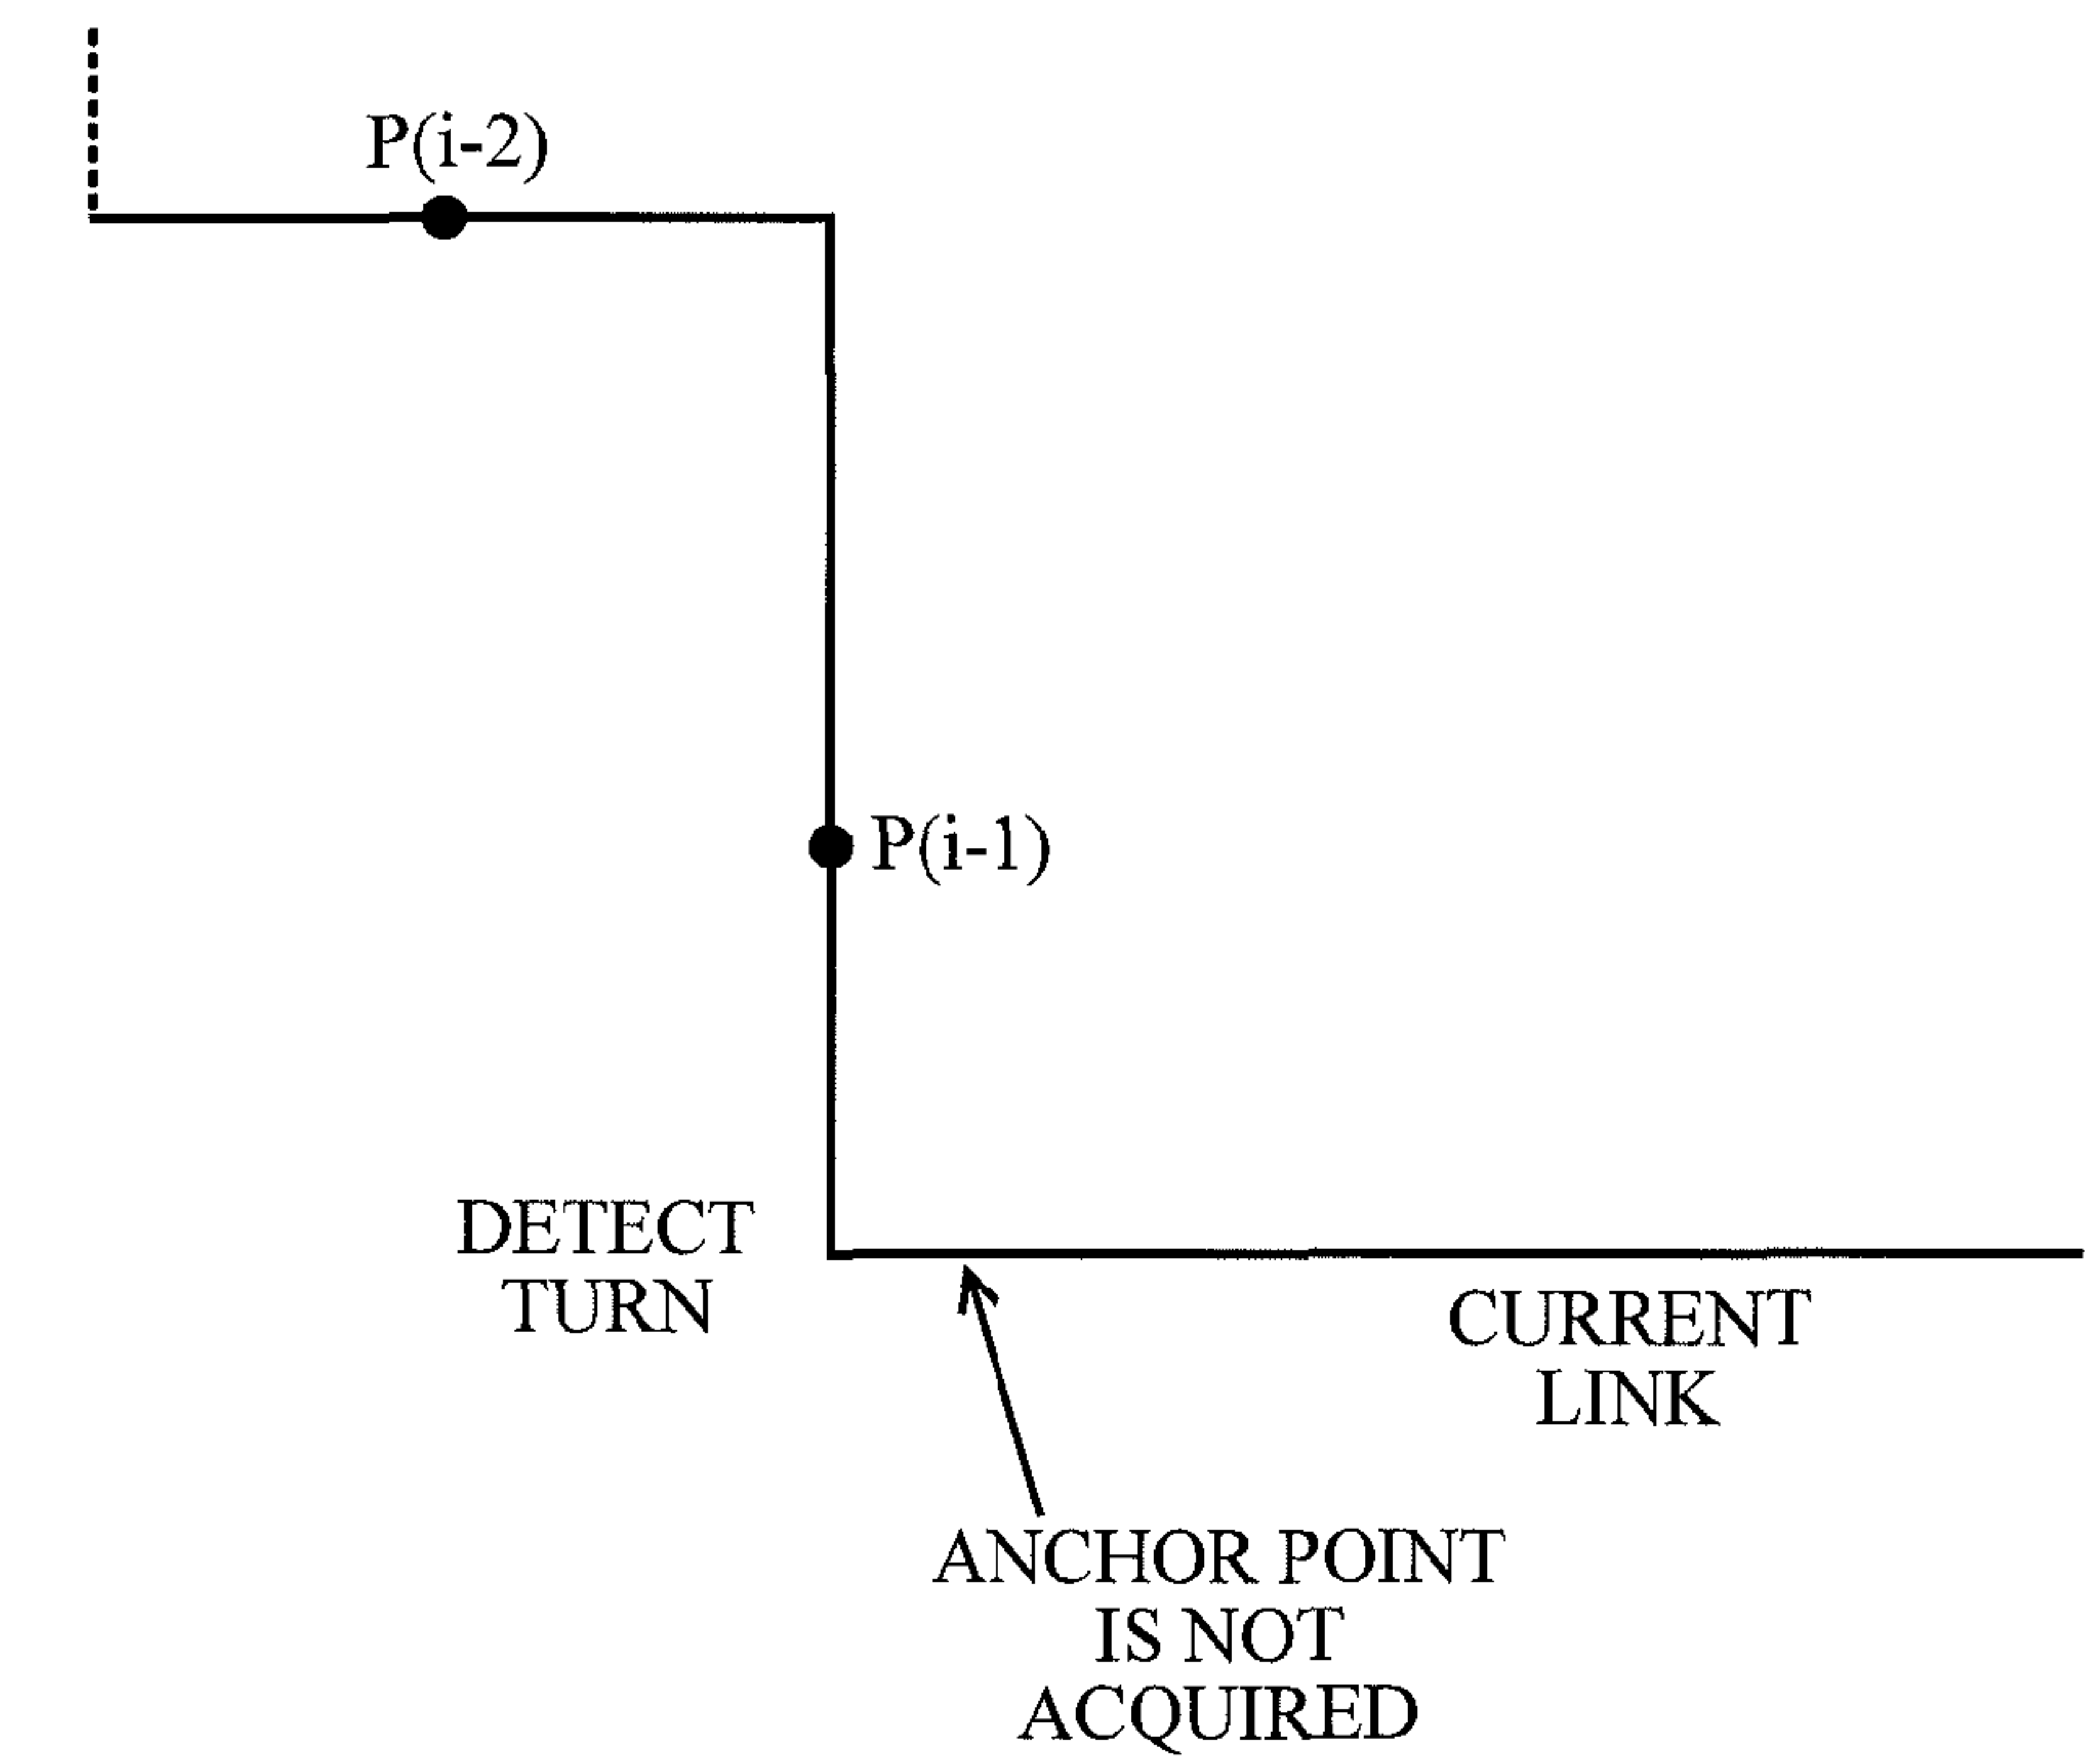 P(i-2)
P(i-1)
DETECT
TURN
CURRENT
LINK
ANCHOR POINT
IS NOT
ACQUIRED